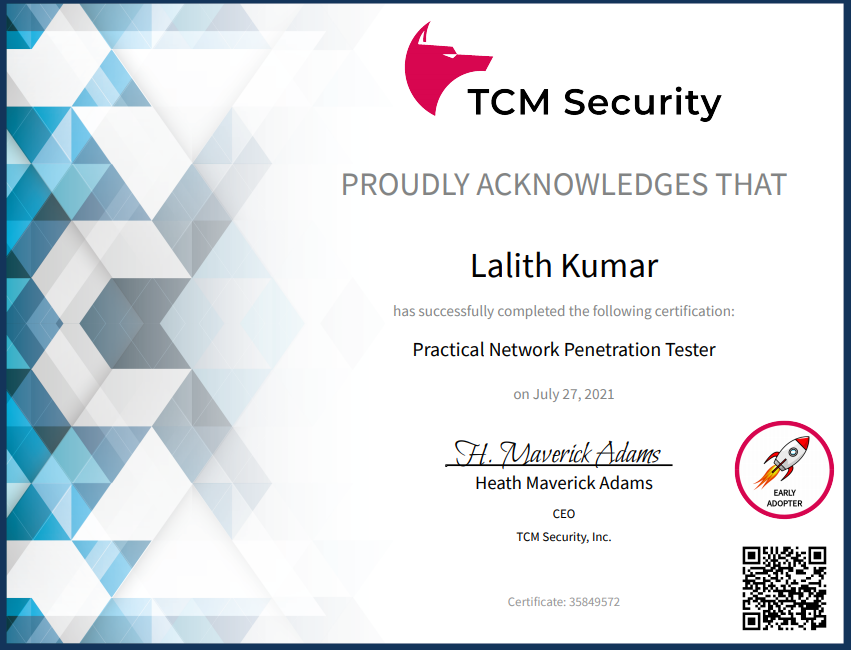 TCM Security
PROUDLY ACKNOWLEDGES THAT
Lalith Kumar
has successfully completed the following certification:
Practical Network Penetration Tester
on July 27, 2021
H. Maverick Adams
Heath Maverick Adams
CEO
TCM Security, Inc.
EARLY
ADOPTER
Certificate: 35849572